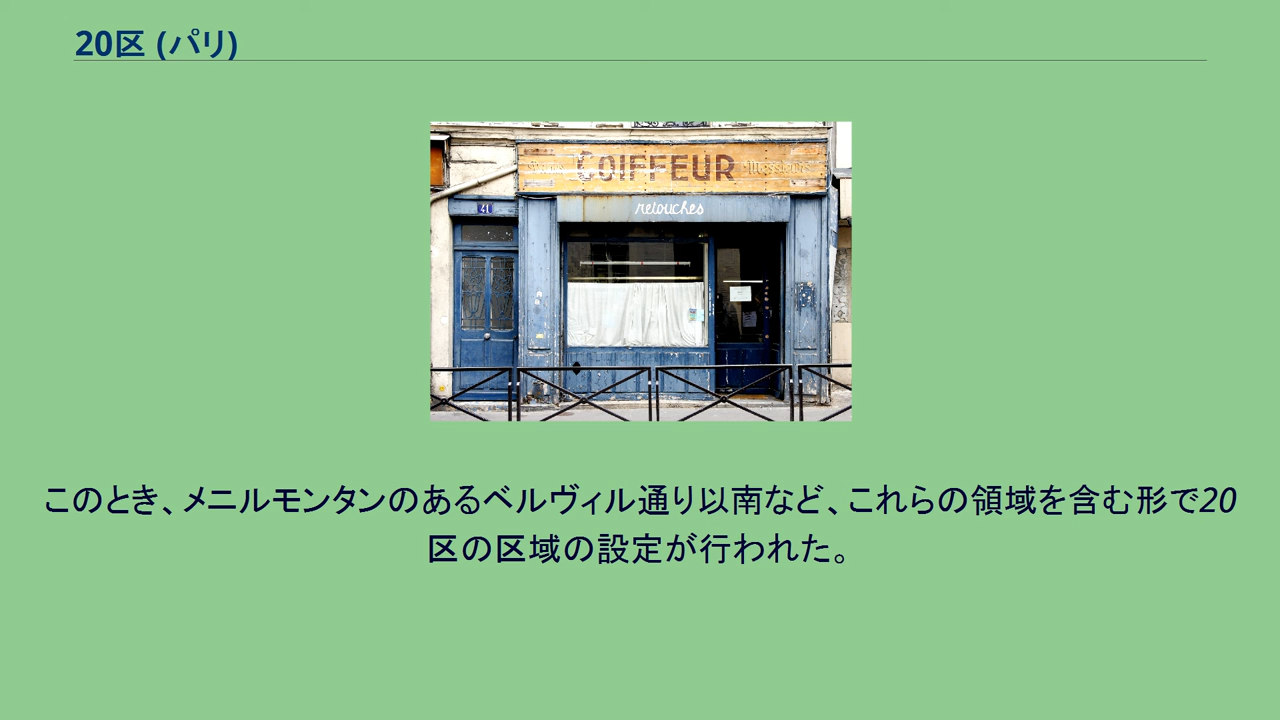 20区 (パリ)
COIFFEUR
retouches
41
このとき、メニルモンタンのあるベルヴィル通り以南など、これらの領域を含む形で20
区の区域の設定が行われた。